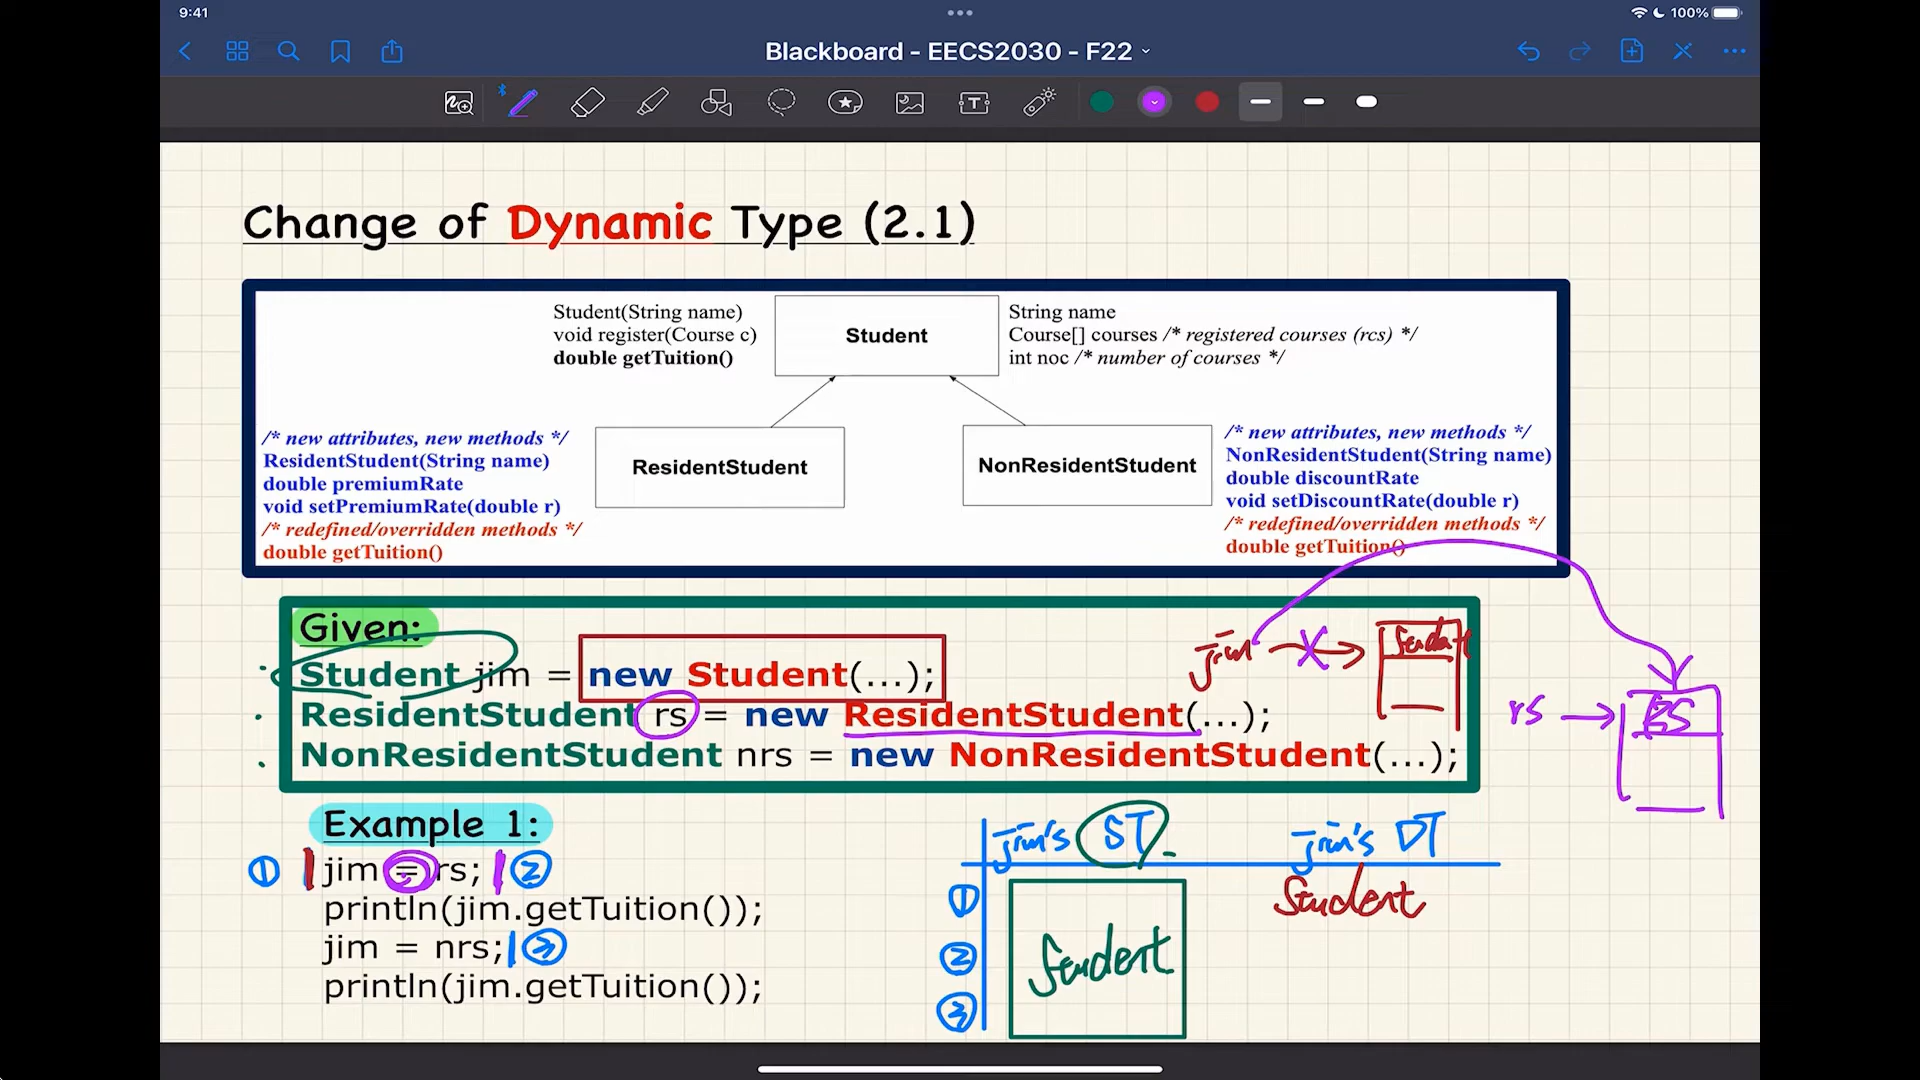 9:41
100%
Blackboard - EECS2030 - F22
Change of Dynamic Type (2.1)
Student(String name)
void register(Course c)
double getTuition()
Student
String name
Course[] courses /* registered courses (rcs) */
int noc /* number of courses */
/* new attributes, new methods */
ResidentStudent(String name)
double premiumRate
void setPremiumRate(double r)
/* redefined/overridden methods */
double getTuition()
ResidentStudent
NonResidentStudent
/* new attributes, new methods */
NonResidentStudent(String name)
double discountRate
void setDiscountRate(double r)
/* redefined/overridden methods */
double getTuition()
Given:
Student jim = new Student(...);
ResidentStudent rs = new ResidentStudent(...);
NonResidentStudent nrs = new NonResidentStudent(...);
jim
Student
rs
RS
Example 1:
① jim = rs; ②
println(jim.getTuition());
jim = nrs; ③
println(jim.getTuition());
jim's ST
jim's DT
① Student
② Student
③